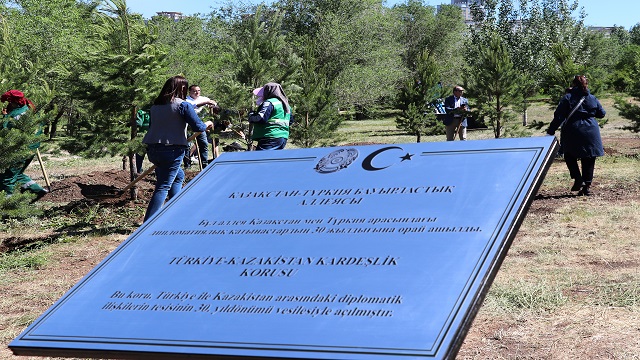 ҚАЗАҚСТАН-ТҮРКИЯ БАУЫРЛАСТЫҚ
АЛЛЕЯСЫ
Бұл аллея Қазақстан мен Түркия арасындағы
дипломатиялық қатынастардың 30 жылдығына орай ашылды.
TÜRKİYE-KAZAKİSTAN KARDEŞLİK
KORUSU
Bu koru, Türkiye ile Kazakistan arasındaki diplomatik
ilişkilerin tesisinin 30. yıldönümü vesilesiyle açılmıştır.